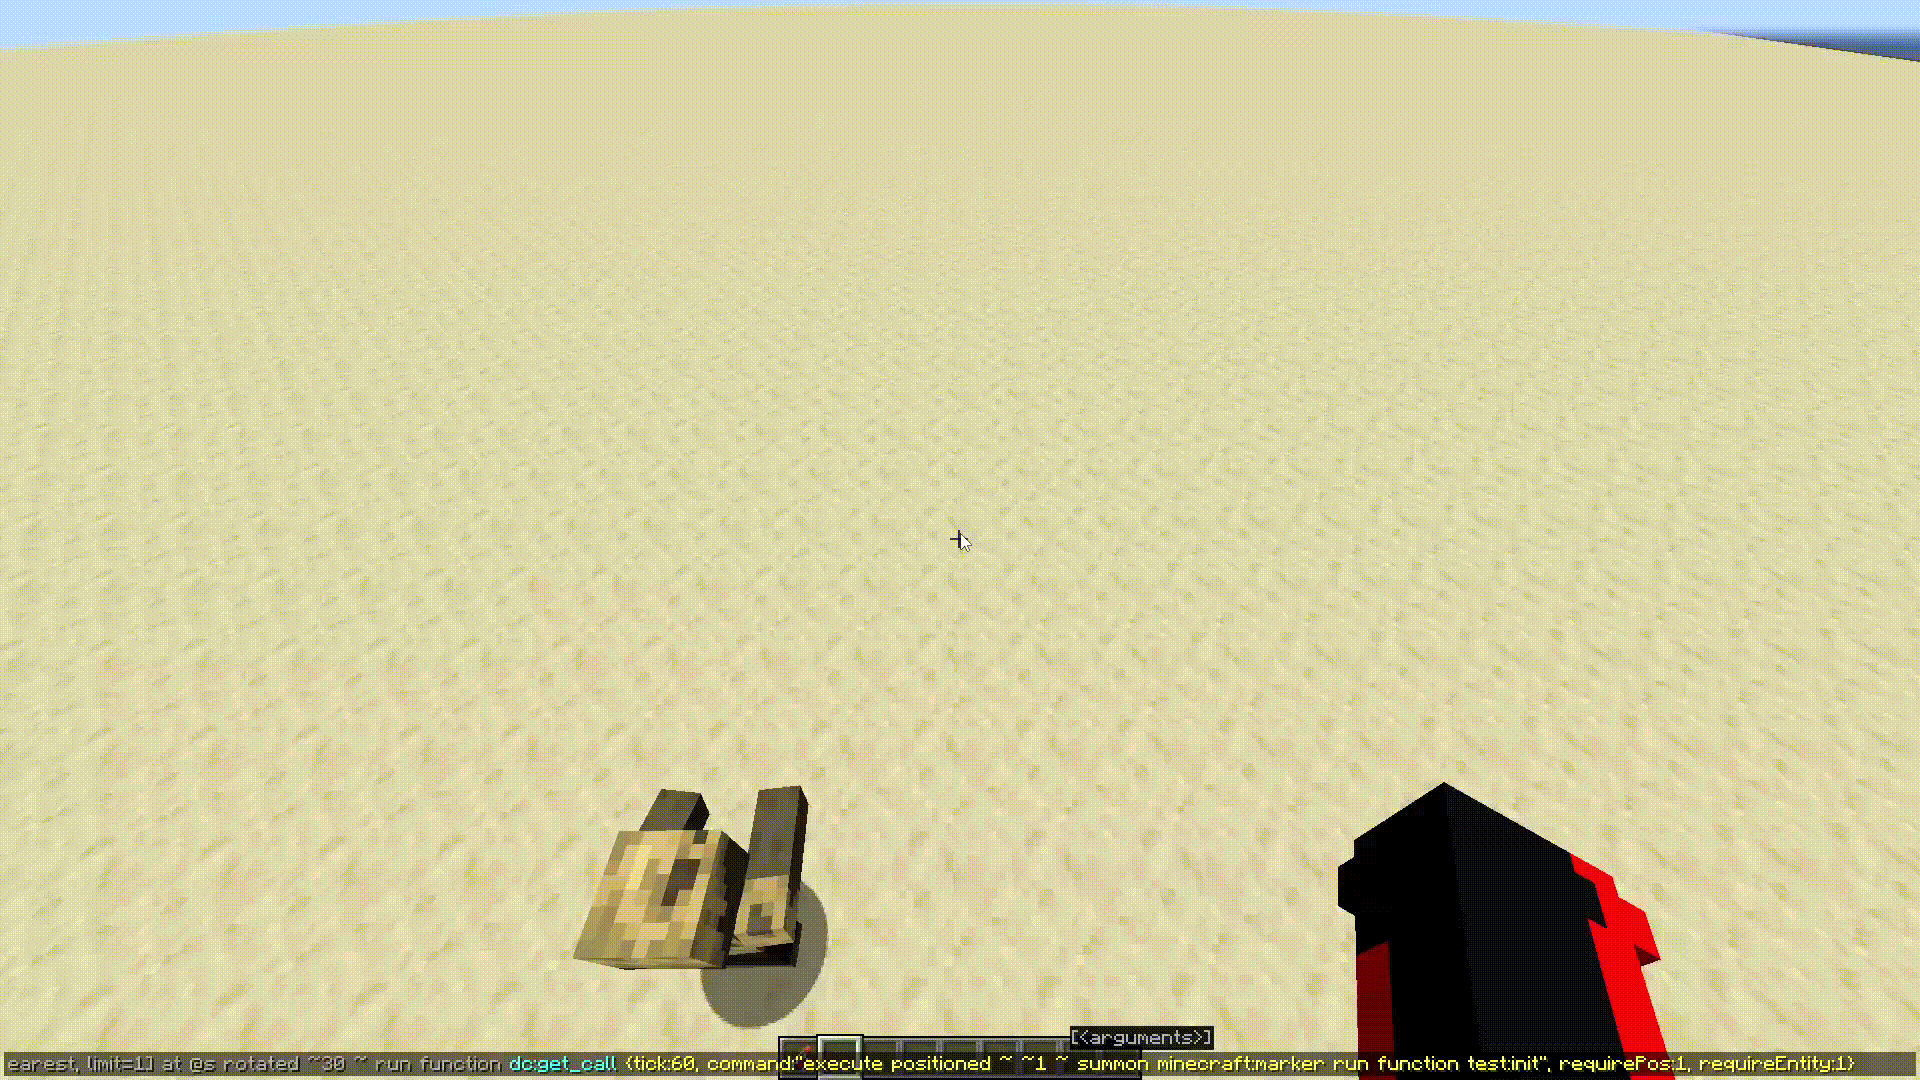 [<arguments>]
earest, limit=1] at @s rotated ~30 ~ run function dc:get_call {tick:60, command:"execute positioned ~ ~1 ~ summon minecraft:marker run function test:init", requirePos:1, requireEntity:1}